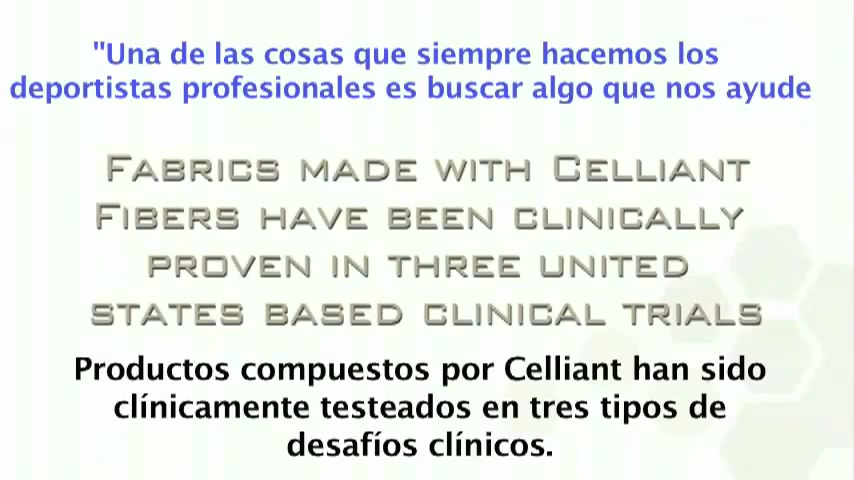 "Una de las cosas que siempre hacemos los
deportistas profesionales es buscar algo que nos ayude
FABRICS MADE WITH CELLIANT
FIBERS HAVE BEEN CLINICALLY
PROVEN IN THREE UNITED
STATES BASED CLINICAL TRIALS
Productos compuestos por Celliant han sido
clínicamente testeados en tres tipos de
desafíos clínicos.